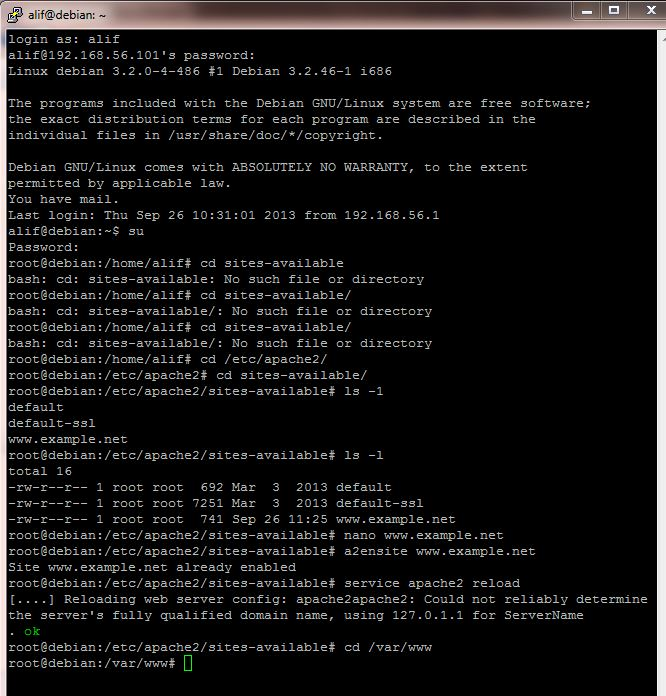 alif@debian: ~
login as: alif
alif@192.168.56.101's password:
Linux debian 3.2.0-4-486 #1 Debian 3.2.46-1 i686
The programs included with the Debian GNU/Linux system are free software;
the exact distribution terms for each program are described in the
individual files in /usr/share/doc/*/copyright.
Debian GNU/Linux comes with ABSOLUTELY NO WARRANTY, to the extent
permitted by applicable law.
You have mail.
Last login: Thu Sep 26 10:31:01 2013 from 192.168.56.1
alif@debian:~$ su
Password:
root@debian:/home/alif# cd sites-available
bash: cd: sites-available: No such file or directory
root@debian:/home/alif# cd sites-available/
bash: cd: sites-available/: No such file or directory
root@debian:/home/alif# cd sites-available/
bash: cd: sites-available/: No such file or directory
root@debian:/home/alif# cd /etc/apache2/
root@debian:/etc/apache2# cd sites-available/
root@debian:/etc/apache2/sites-available# ls -1
default
default-ssl
www.example.net
root@debian:/etc/apache2/sites-available# ls -l
total 16
-rw-r--r-- 1 root root  692 Mar  3  2013 default
-rw-r--r-- 1 root root 7251 Mar  3  2013 default-ssl
-rw-r--r-- 1 root root  741 Sep 26 11:25 www.example.net
root@debian:/etc/apache2/sites-available# nano www.example.net
root@debian:/etc/apache2/sites-available# a2ensite www.example.net
Site www.example.net already enabled
root@debian:/etc/apache2/sites-available# service apache2 reload
[....] Reloading web server config: apache2apache2: Could not reliably determine
the server's fully qualified domain name, using 127.0.1.1 for ServerName
. ok
root@debian:/etc/apache2/sites-available# cd /var/www
root@debian:/var/www#